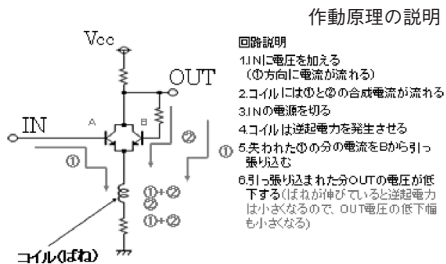 作動原理の説明
Vcc
回路説明
1.INに電圧を加える
(①方向に電流が流れる)
OUT
2.コイルには①と②の合成電流が流れる
A
B
3.INの電源を切る
IN
②
4.コイルは逆起電力を発生させる
①
①
5.失われた①の分の電流をBから引っ
張り込む
①+②
②
6.引っ張り込まれた分OUTの電圧が低
下する(ばねが伸びていると逆起電力
は小さくなるので、OUT電圧の低下幅
も小さくなる)
①+②
コイル(ばね)